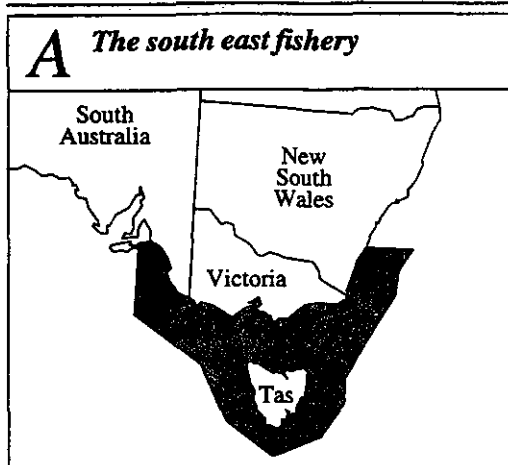 A The south east fishery
South
Australia
New
South
Wales
Victoria
Tas